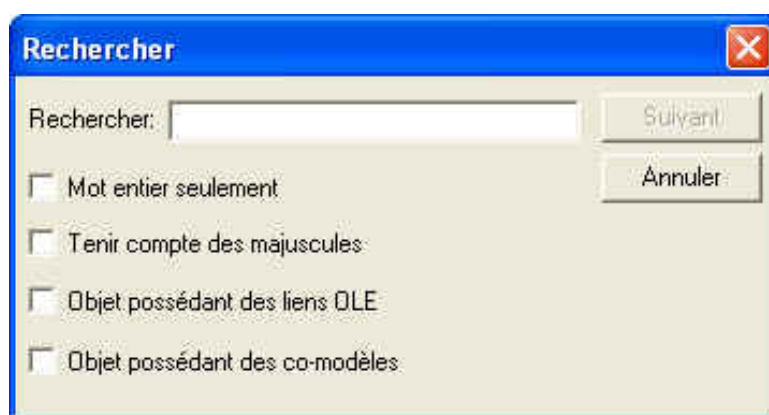 Rechercher
Rechercher: Suivant
Mot entier seulement Annuler
Tenir compte des majuscules
Objet possédant des liens OLE
Objet possédant des co-modèles